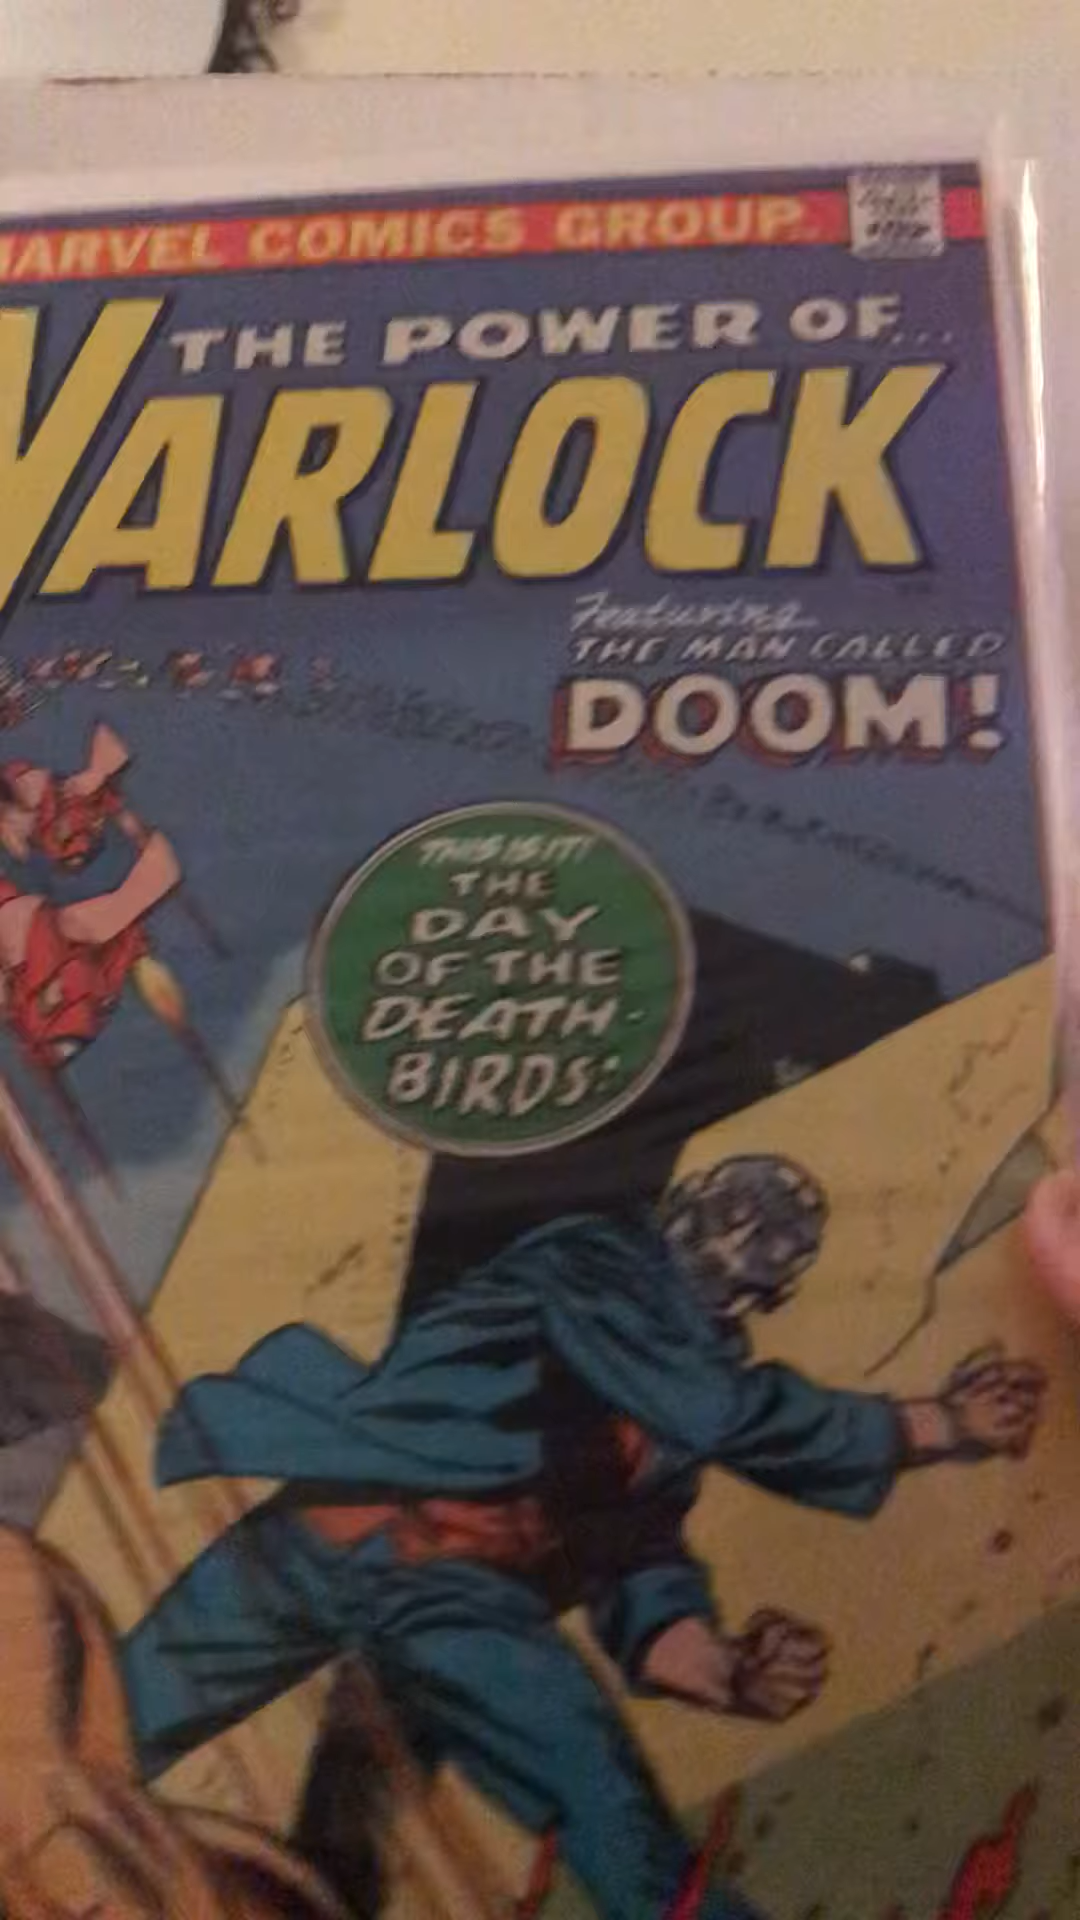 MARVEL COMICS GROUP
THE POWER OF...
WARLOCK
Featuring
THE MAN CALLED
DOOM!
THIS IS IT!
THE
DAY
OF THE
DEATH-
BIRDS!